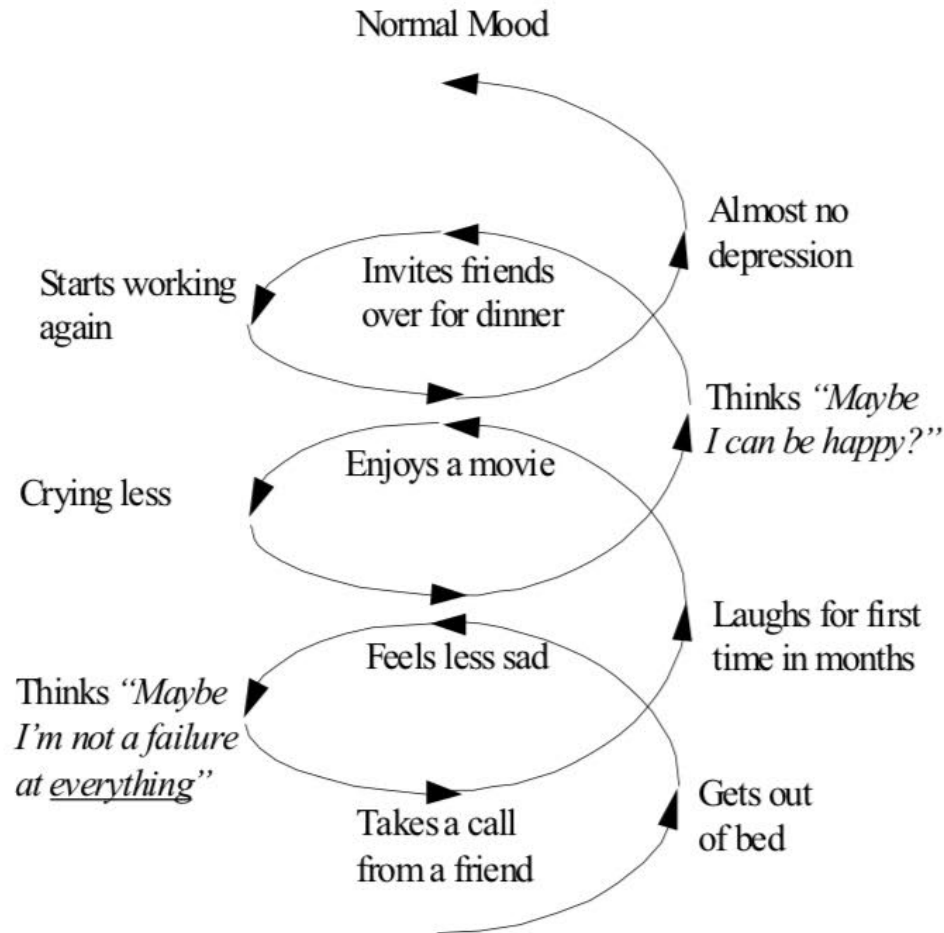 Normal Mood
Almost no
depression
Invites friends
over for dinner
Starts working
again
Thinks “Maybe
I can be happy?”
Enjoys a movie
Crying less
Laughs for first
time in months
Feels less sad
Thinks “Maybe
I’m not a failure
at everything”
Gets out
of bed
Takes a call
from a friend